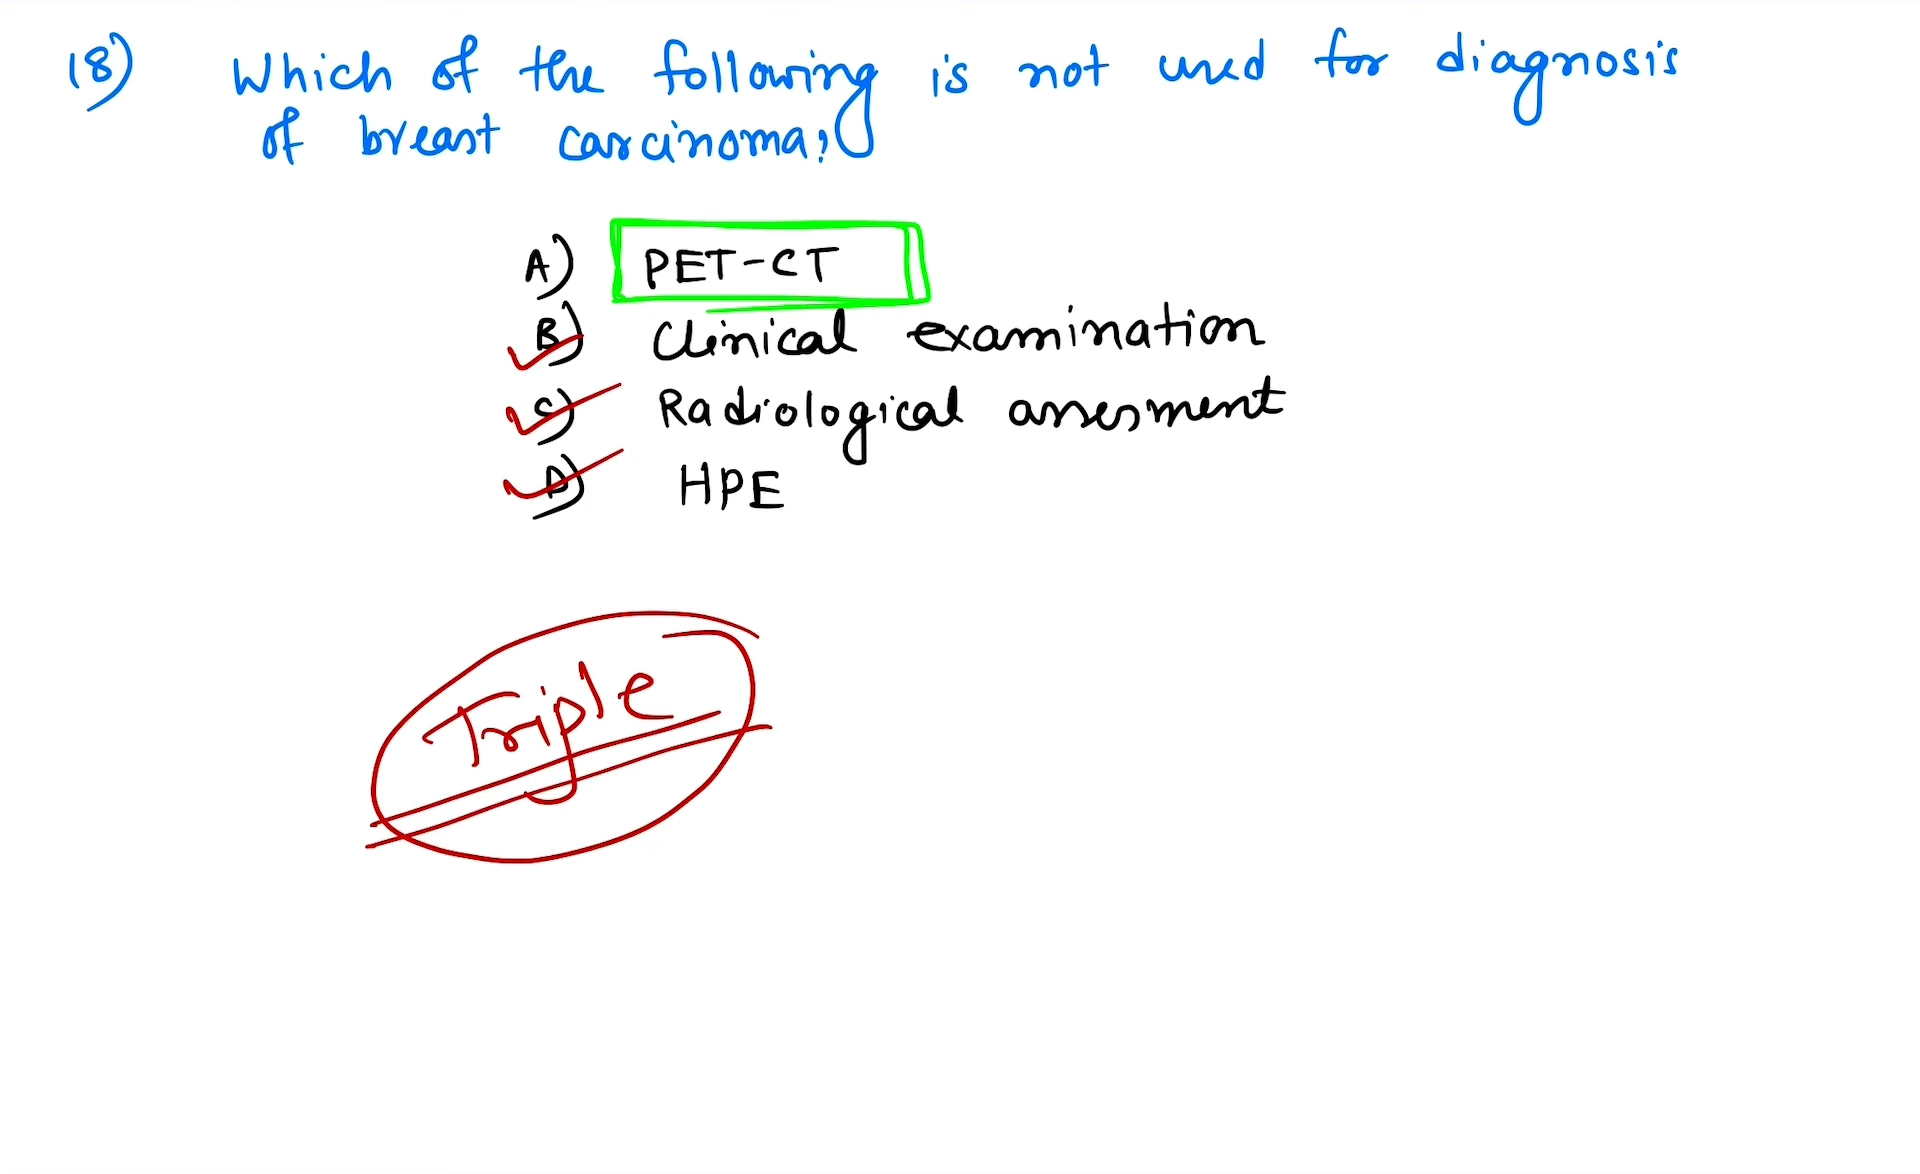 18) Which of the following is not used for diagnosis
of breast carcinoma?
A) PET-CT
B) Clinical examination
C) Radiological assesment
D) HPE
Triple